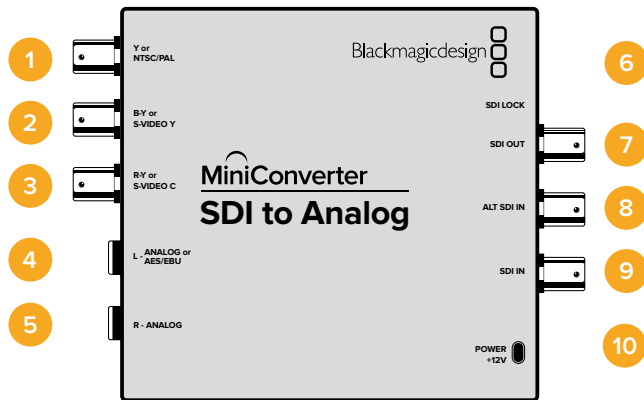 1
Y or
NTSC/PAL
2
B-Y or
S-VIDEO Y
3
R-Y or
S-VIDEO C
4
L - ANALOG or
AES/EBU
5
R - ANALOG
Blackmagicdesign
MiniConverter
SDI to Analog
6
SDI LOCK
7
SDI OUT
8
ALT SDI IN
9
SDI IN
10
POWER
+12V